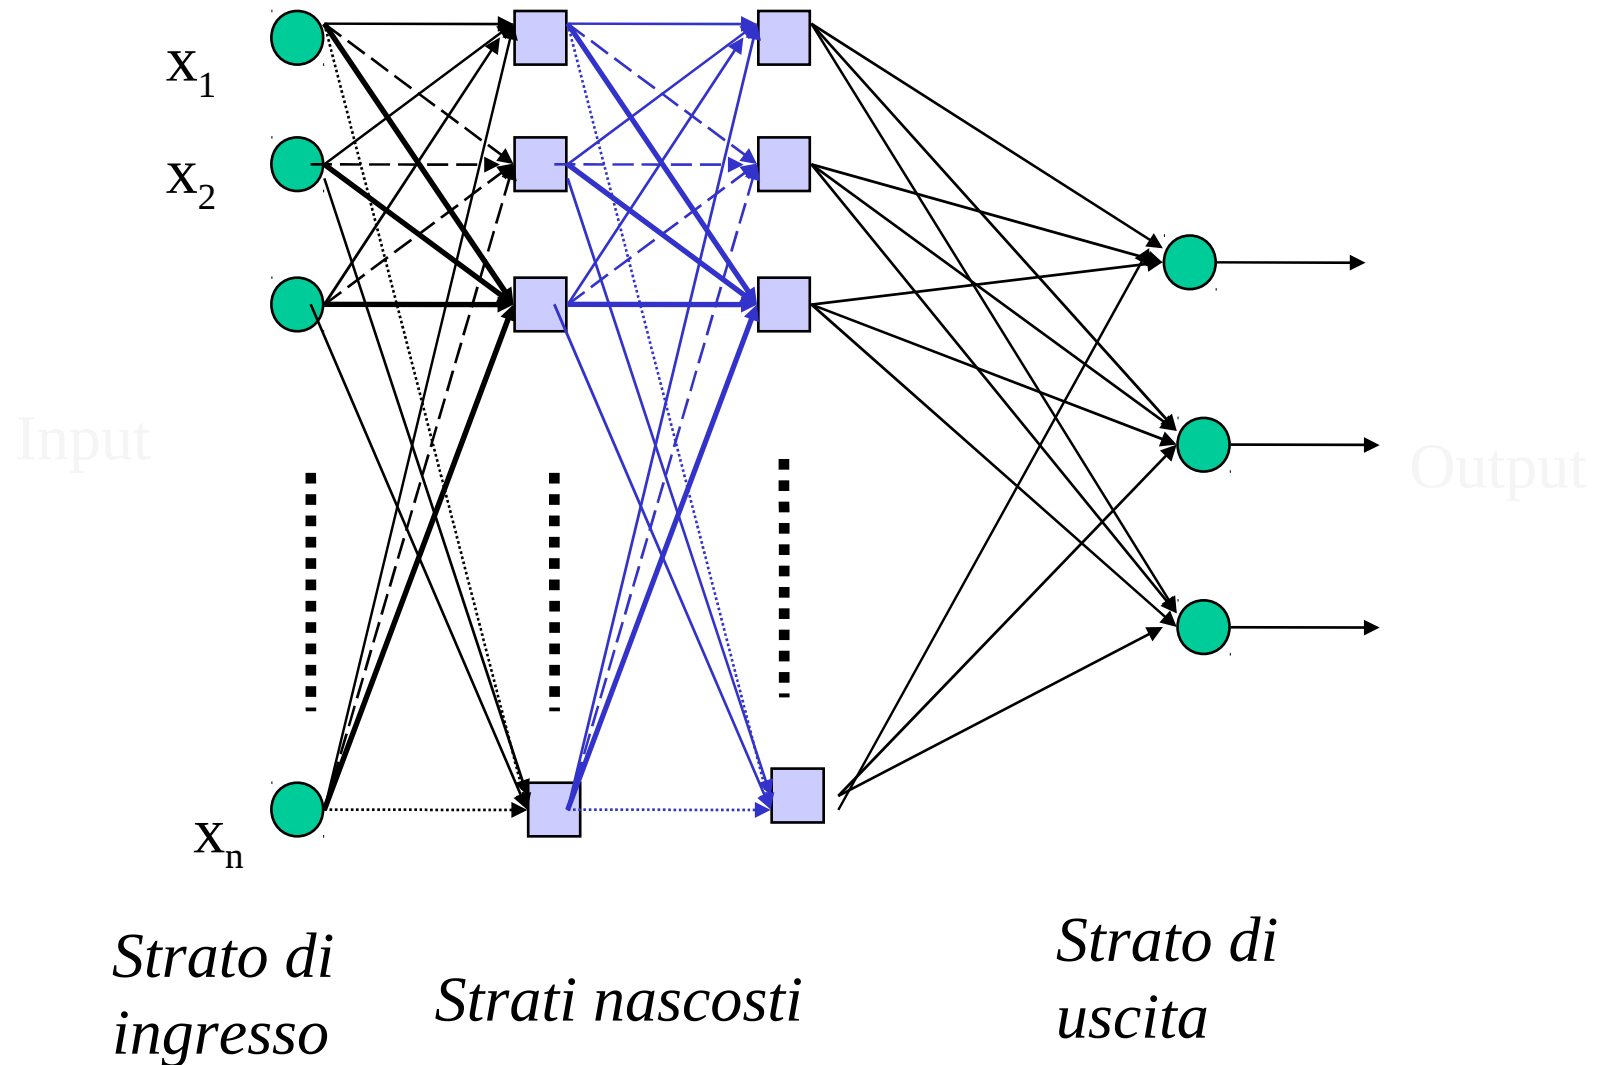 x1
x2
Input
Output
xn
Strato di
ingresso
Strati nascosti
Strato di
uscita